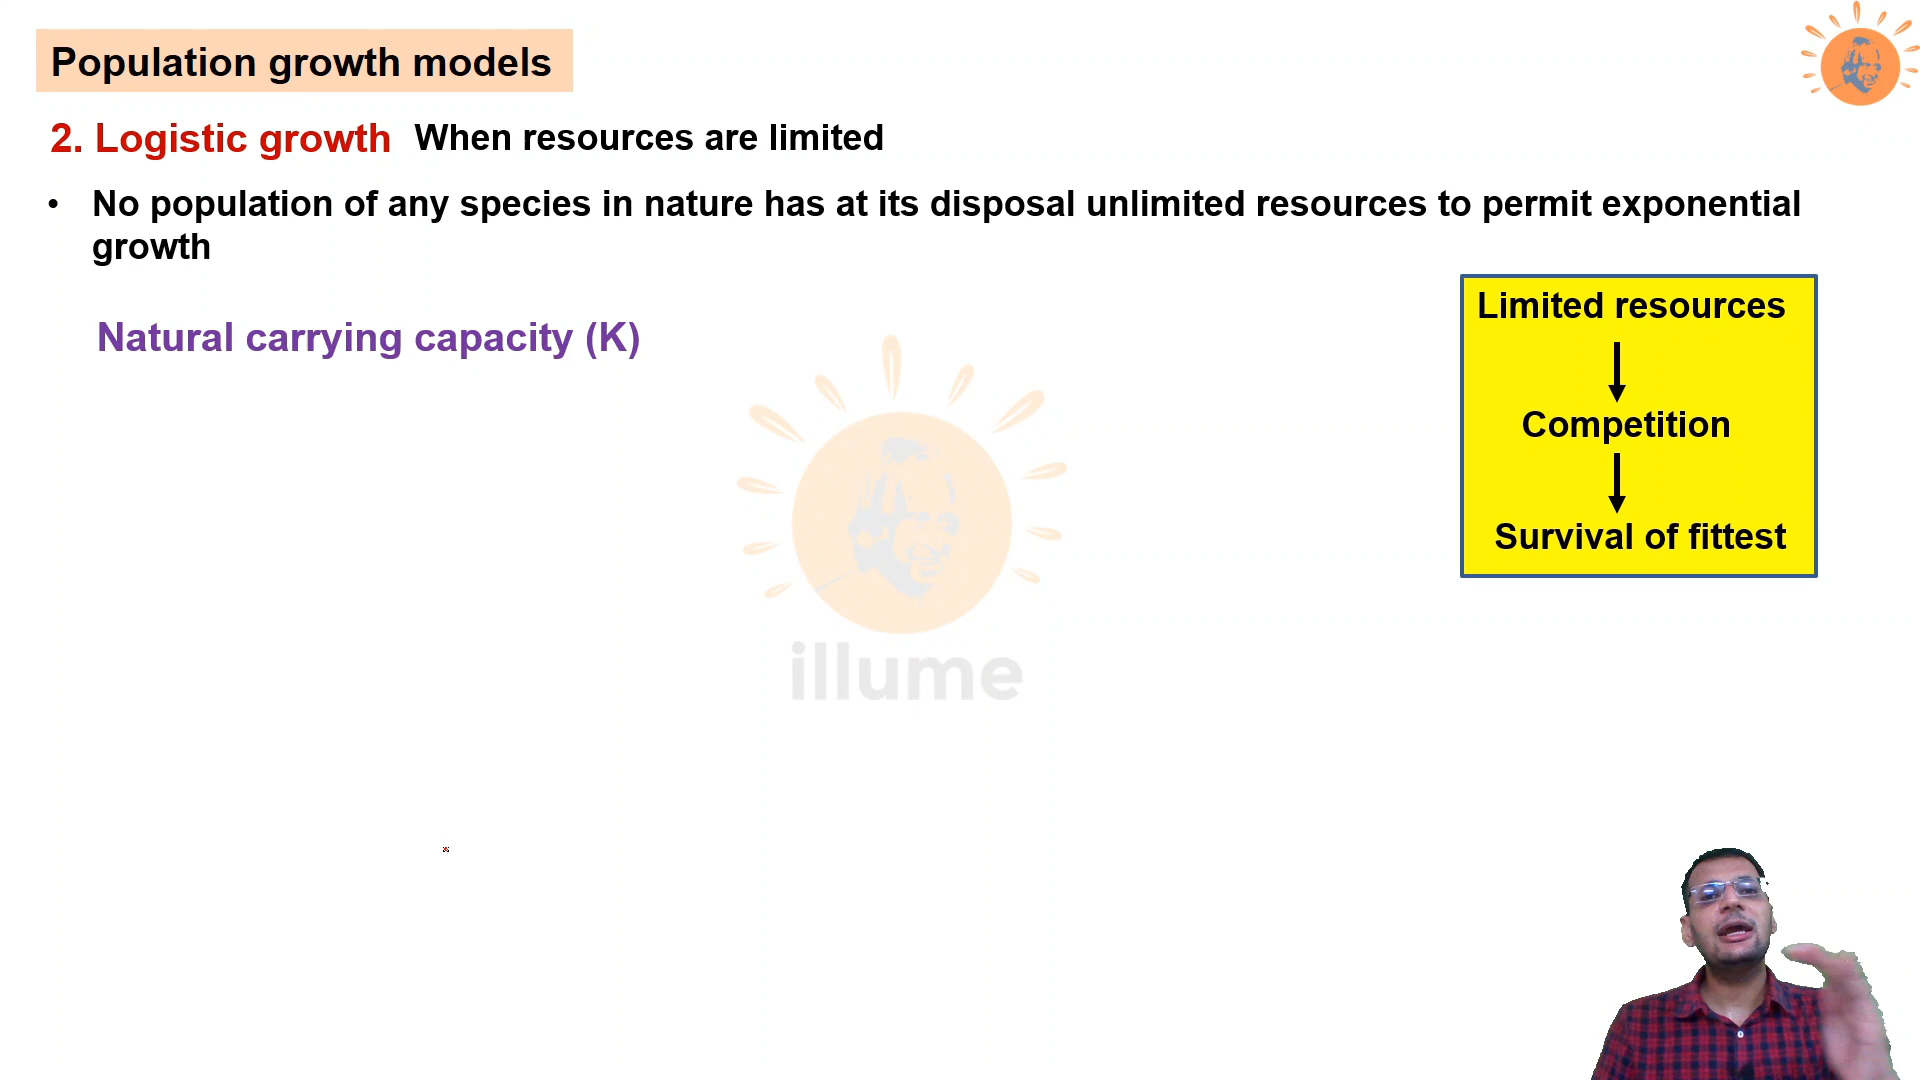 Population growth models
2. Logistic growth When resources are limited
• No population of any species in nature has at its disposal unlimited resources to permit exponential
growth
Natural carrying capacity (K)
Limited resources
Competition
Survival of fittest
illume